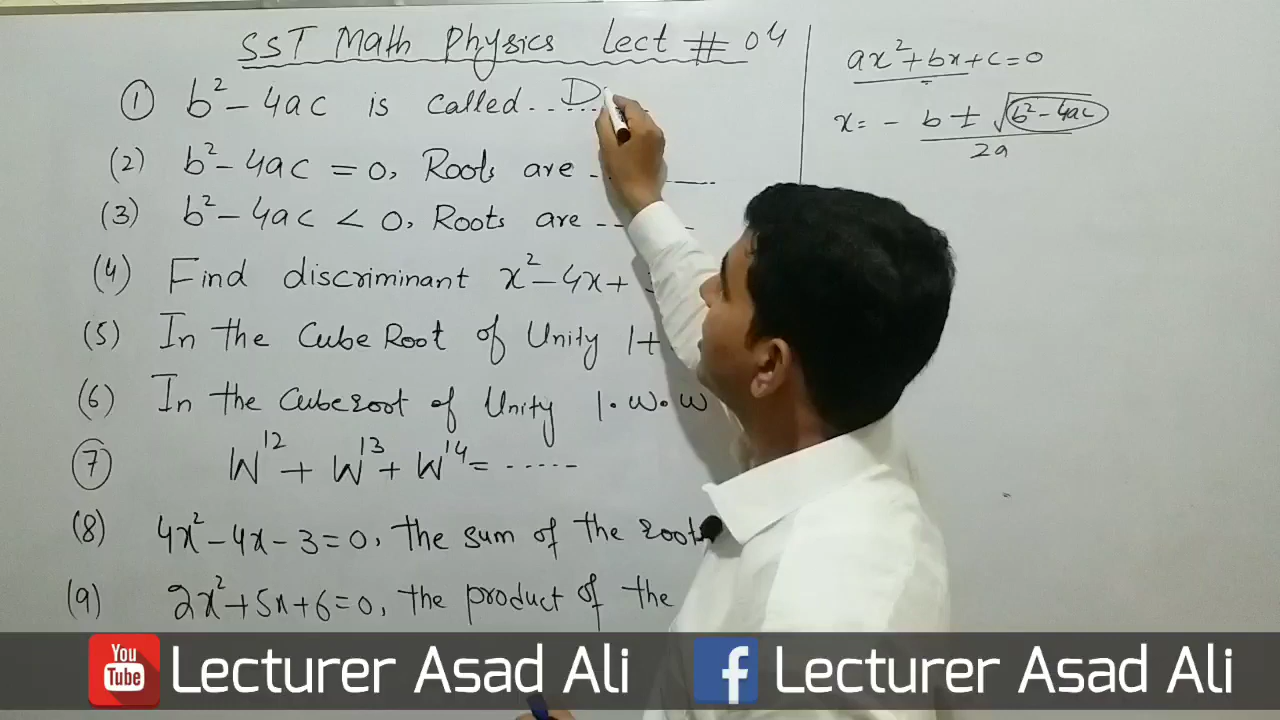 SST Math Physics Lect # 04
① b² - 4ac is called .. D
(2) b² - 4ac = 0, Roots are
(3) b² - 4ac < 0, Roots are
(4) Find discriminant x² - 4x +
(5) In the Cube Root of Unity 1 +
(6) In the Cuberoot of Unity 1 · w · w
⑦ W¹² + W¹³ + W¹⁴ = ......
(8) 4x² - 4x - 3 = 0, the sum of the roots
(9) 2x² + 5x + 6 = 0, the product of the
ax² + bx + c = 0
x = - b ± √b² - 4ac
2a
You
Tube
Lecturer Asad Ali
f Lecturer Asad Ali